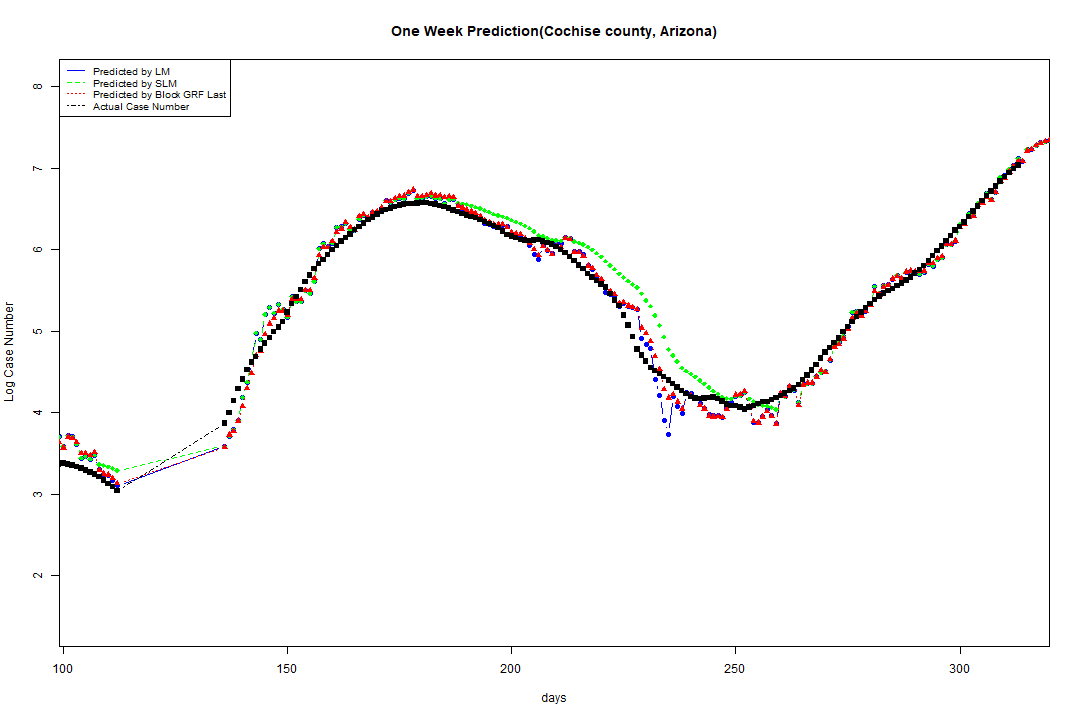 One Week Prediction(Cochise county, Arizona)
Predicted by LM
Predicted by SLM
Predicted by Block GRF Last
Actual Case Number
8
7
6
5
4
3
2
Log Case Number
100 150 200 250 300
days